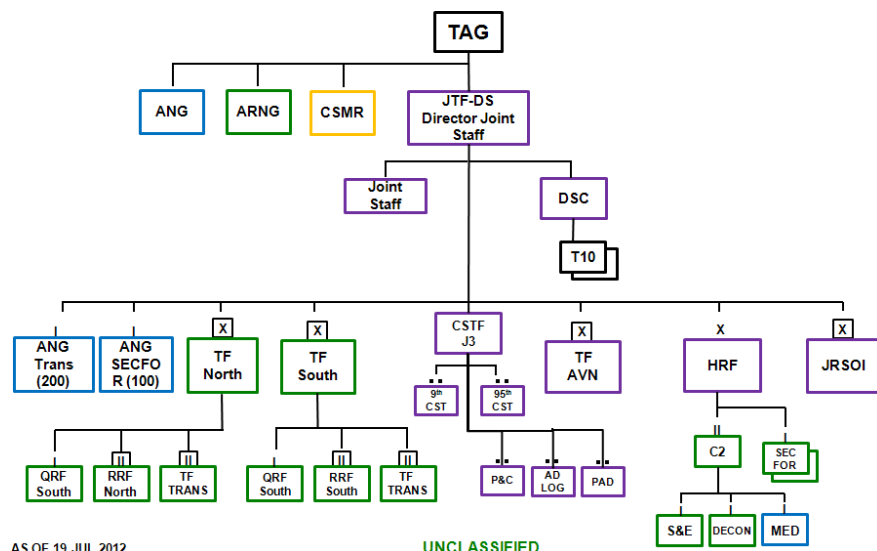 TAG
ANG
ARNG
CSMR
JTF-DS
Director Joint
Staff
Joint
Staff
DSC
T10
X
X
X
X
X
ANG
Trans
(200)
ANG
SECFO
R (100)
TF
North
TF
South
CSTF
J3
TF
AVN
HRF
JRSOI
9th
CST
95th
CST
II
II
II
II
II
QRF
South
RRF
North
TF
TRANS
QRF
South
RRF
South
TF
TRANS
P&C
AD
LOG
PAD
C2
SEC
FOR
S&E
DECON
MED
AS OF 19 JUL 2012
UNCLASSIFIED